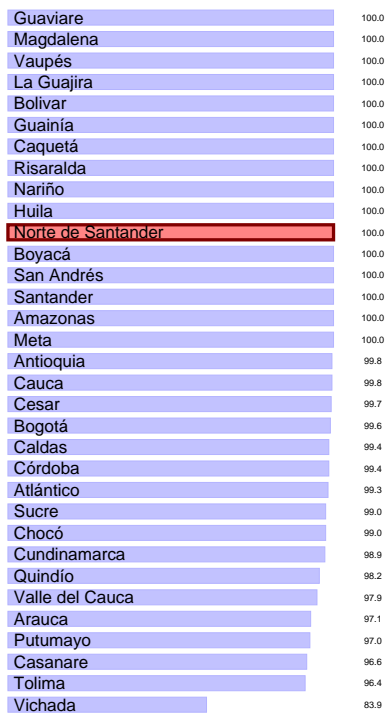 Guaviare 100.0
Magdalena 100.0
Vaupés 100.0
La Guajira 100.0
Bolivar 100.0
Guainía 100.0
Caquetá 100.0
Risaralda 100.0
Nariño 100.0
Huila 100.0
Norte de Santander 100.0
Boyacá 100.0
San Andrés 100.0
Santander 100.0
Amazonas 100.0
Meta 100.0
Antioquia 99.8
Cauca 99.8
Cesar 99.7
Bogotá 99.6
Caldas 99.4
Córdoba 99.4
Atlántico 99.3
Sucre 99.0
Chocó 99.0
Cundinamarca 98.9
Quindío 98.2
Valle del Cauca 97.9
Arauca 97.1
Putumayo 97.0
Casanare 96.6
Tolima 96.4
Vichada 83.9